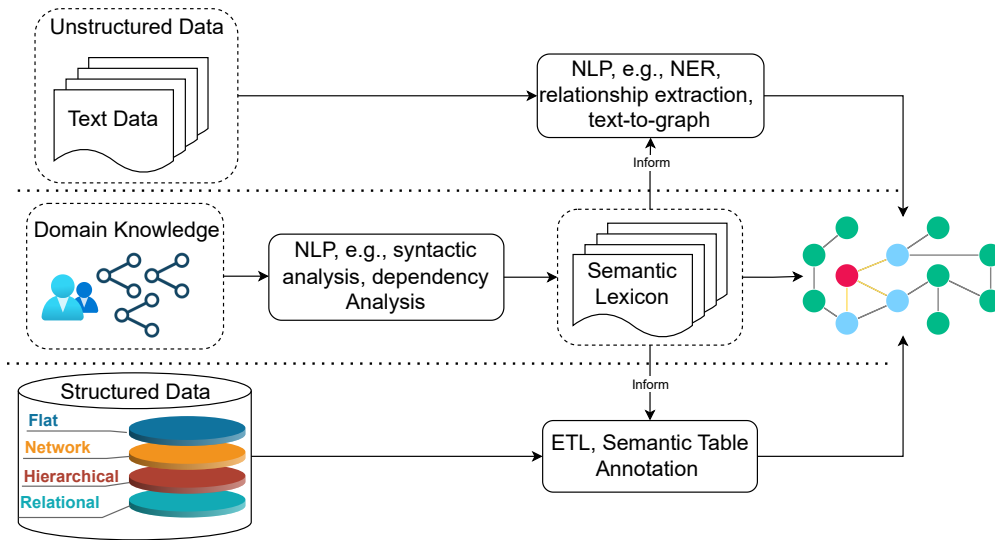 Unstructured Data
Text Data
NLP, e.g., NER,
relationship extraction,
text-to-graph
Inform
Domain Knowledge
NLP, e.g., syntactic
analysis, dependency
Analysis
Semantic
Lexicon
Inform
Structured Data
Flat
Network
Hierarchical
Relational
ETL, Semantic Table
Annotation